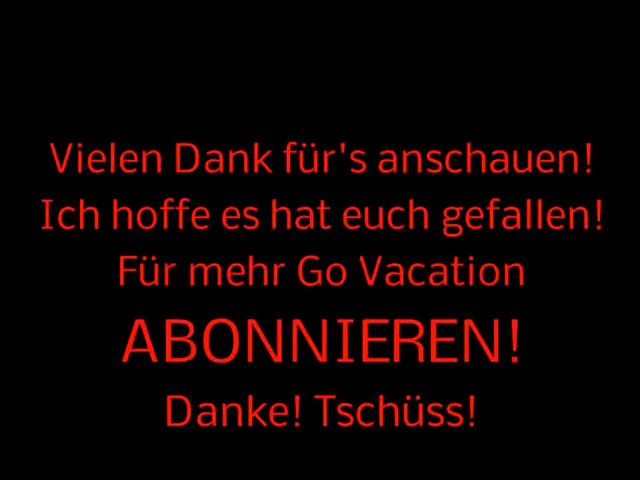 Vielen Dank für's anschauen!
Ich hoffe es hat euch gefallen!
Für mehr Go Vacation
ABONNIEREN!
Danke! Tschüss!